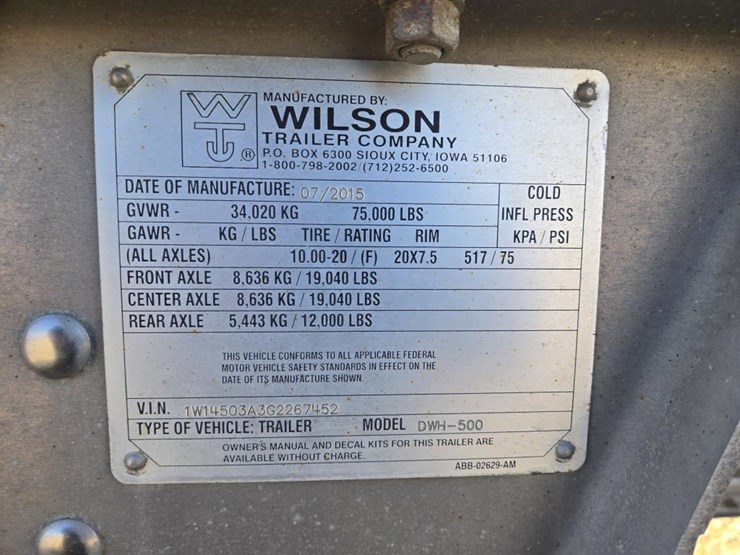 MANUFACTURED BY:
WILSON
TRAILER COMPANY
P.O. BOX 6300 SIOUX CITY, IOWA 51106
1-800-798-2002/(712)252-6500
WTC ®
DATE OF MANUFACTURE: 07/2015 COLD
GVWR - 34,020 KG 75,000 LBS INFL PRESS
GAWR - KG / LBS TIRE / RATING RIM KPA / PSI
(ALL AXLES) 10.00-20 / (F) 20X7.5 517 / 75
FRONT AXLE 8,636 KG / 19,040 LBS
CENTER AXLE 8,636 KG / 19,040 LBS
REAR AXLE 5,443 KG / 12,000 LBS
THIS VEHICLE CONFORMS TO ALL APPLICABLE FEDERAL
MOTOR VEHICLE SAFETY STANDARDS IN EFFECT ON THE
DATE OF ITS MANUFACTURE SHOWN.
V.I.N. 1W14503A3G2267452
TYPE OF VEHICLE: TRAILER MODEL DWH-500
OWNER'S MANUAL AND DECAL KITS FOR THIS TRAILER ARE
AVAILABLE WITHOUT CHARGE.
ABB-02629-AM